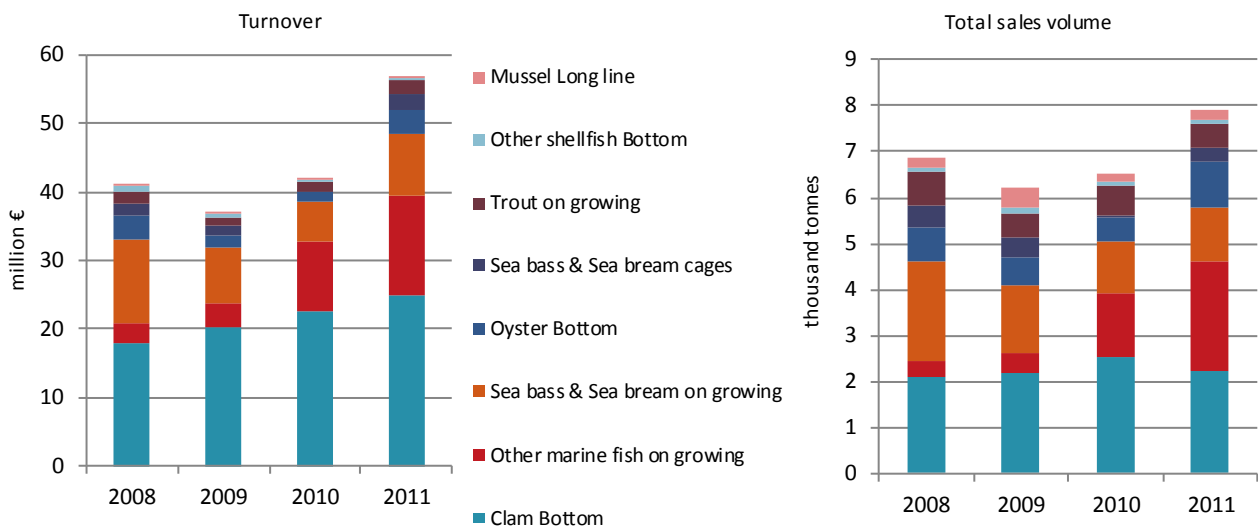 Turnover
60
50
40
30
20
10
0
million €
2008 2009 2010 2011
Mussel Long line
Other shellfish Bottom
Trout on growing
Sea bass & Sea bream cages
Oyster Bottom
Sea bass & Sea bream on growing
Other marine fish on growing
Clam Bottom
Total sales volume
9
8
7
6
5
4
3
2
1
0
thousand tonnes
2008 2009 2010 2011